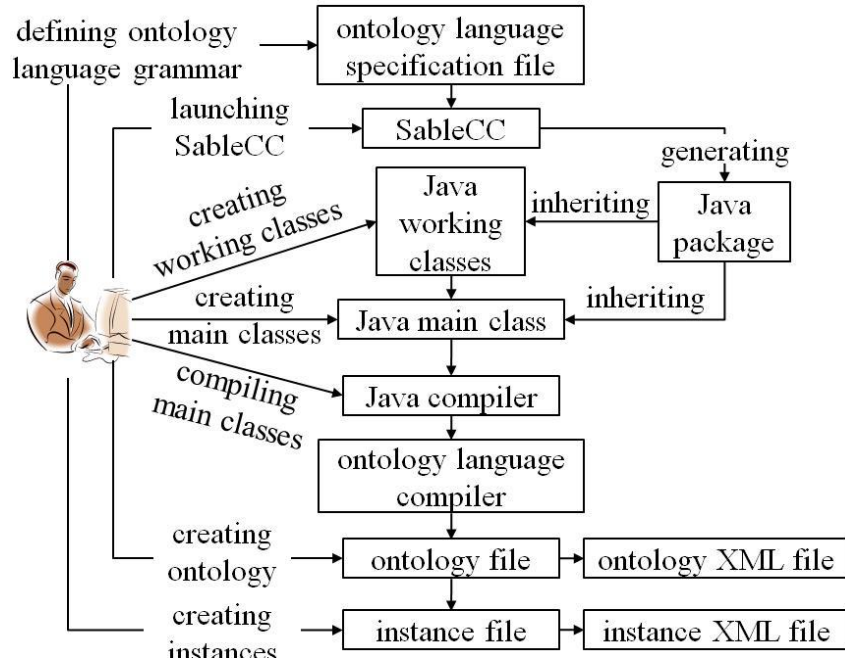 defining ontology
language grammar
ontology language
specification file
launching
SableCC
SableCC
generating
creating
working classes
Java
working
classes
inheriting
Java
package
creating
main classes
Java main class
inheriting
compiling
main classes
Java compiler
ontology language
compiler
creating
ontology
ontology file
ontology XML file
creating
instances
instance file
instance XML file